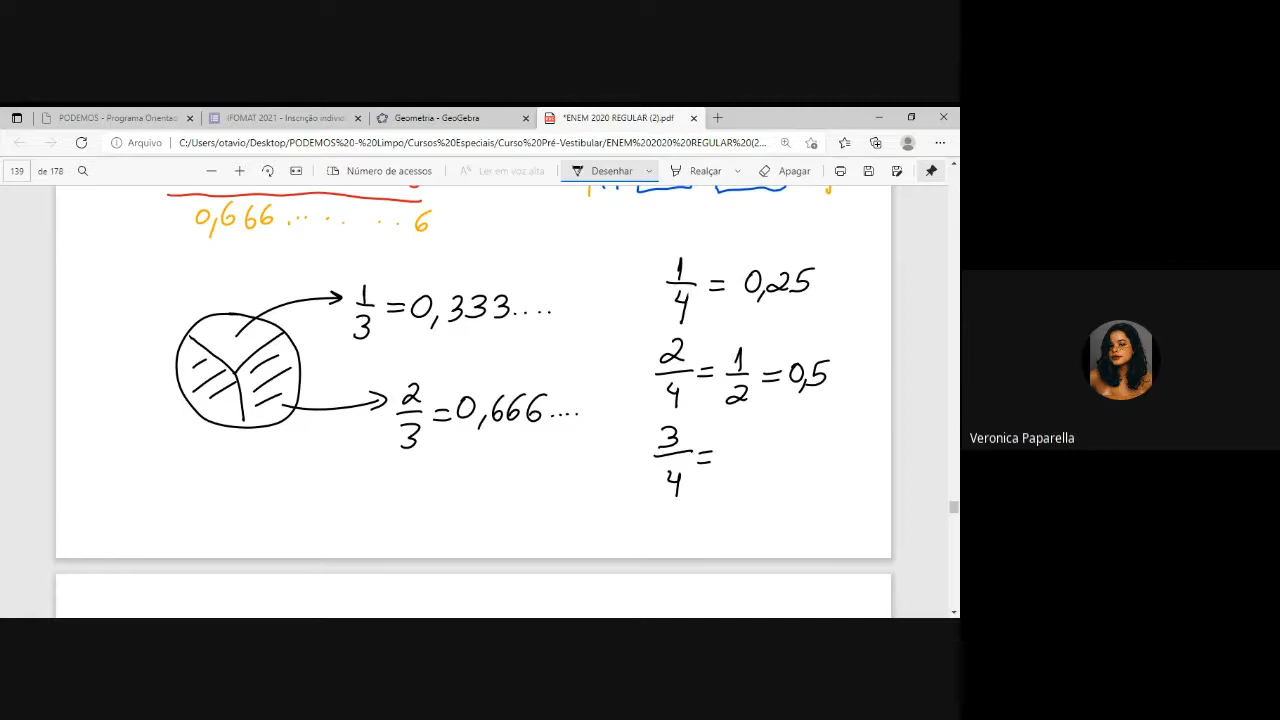 PODEMOS - Programa Orienta
IFOMAT 2021 - Inscrição individ
Geometria - GeoGebra
*ENEM 2020 REGULAR (2).pdf
Arquivo
C:/Users/otavio/Desktop/PODEMOS%20-%20Limpo/Cursos%20Especiais/Curso%20Pré-Vestibular/ENEM%202020%20REGULAR%20(2...
139 de 178
Número de acessos
Ler em voz alta
Desenhar
Realçar
Apagar
0,666.... . . . .6
1/3 = 0,333....
2/3 = 0,666....
1/4 = 0,25
2/4 = 1/2 = 0,5
3/4 =
Veronica Paparella